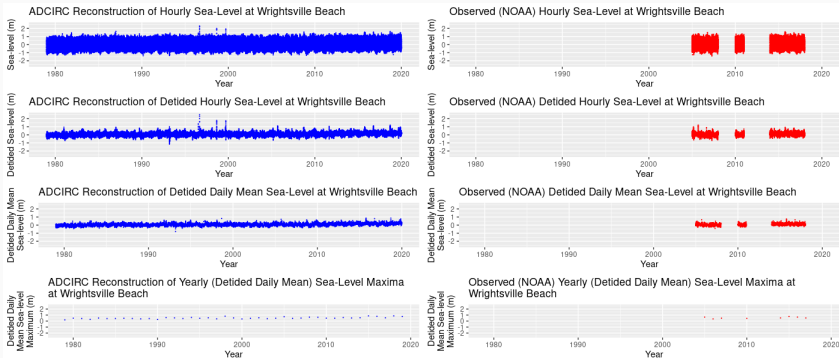 ADCIRC Reconstruction of Hourly Sea-Level at Wrightsville Beach
Sea-level (m)
2
1
0
-1
-2
1980 1990 2000 2010 2020
Year
Observed (NOAA) Hourly Sea-Level at Wrightsville Beach
Sea-level (m)
2
1
0
-1
-2
1980 1990 2000 2010 2020
Year
ADCIRC Reconstruction of Detided Hourly Sea-Level at Wrightsville Beach
Detided Sea-level (m)
2
1
0
-1
-2
1980 1990 2000 2010 2020
Year
Observed (NOAA) Detided Hourly Sea-Level at Wrightsville Beach
Detided Sea-level (m)
2
1
0
-1
-2
1980 1990 2000 2010 2020
Year
ADCIRC Reconstruction of Detided Daily Mean Sea-Level at Wrightsville Beach
Detided Daily Mean
Sea-level (m)
2
1
0
-1
-2
1980 1990 2000 2010 2020
Year
Observed (NOAA) Detided Daily Mean Sea-Level at Wrightsville Beach
Detided Daily Mean
Sea-level (m)
2
1
0
-1
-2
1980 1990 2000 2010 2020
Year
ADCIRC Reconstruction of Yearly (Detided Daily Mean) Sea-Level Maxima
at Wrightsville Beach
Detided Daily
Mean Sea-level
Maximum (m)
2
1
0
-1
-2
1980 1990 2000 2010 2020
Year
Observed (NOAA) Yearly (Detided Daily Mean) Sea-Level Maxima at
Wrightsville Beach
Detided Daily
Mean Sea-level
Maximum (m)
2
1
0
-1
-2
1980 1990 2000 2010 2020
Year